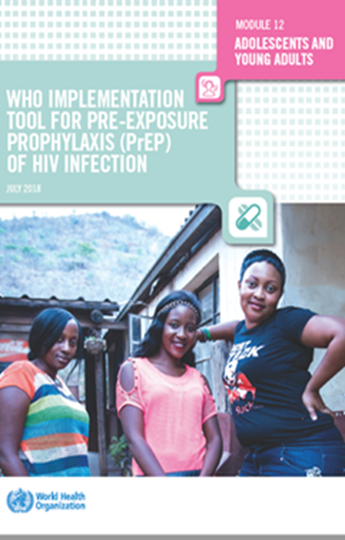 MODULE 12
ADOLESCENTS AND
YOUNG ADULTS
WHO IMPLEMENTATION
TOOL FOR PRE-EXPOSURE
PROPHYLAXIS (PrEP)
OF HIV INFECTION
JULY 2018
World Health
Organization